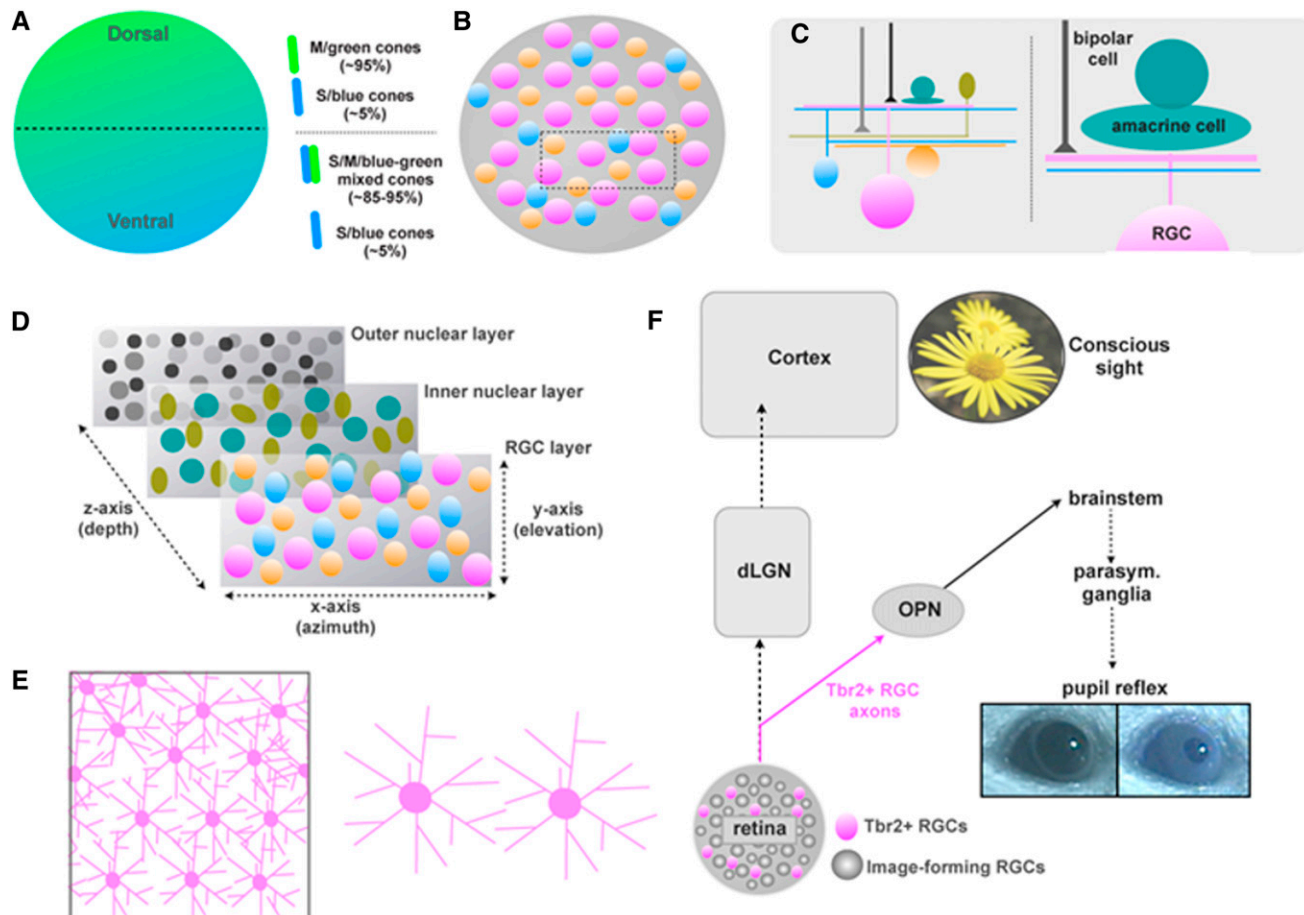 A
Dorsal
Ventral
M/green cones
(~95%)
S/blue cones
(~5%)
S/M/blue-green
mixed cones
(~85-95%)
S/blue cones
(~5%)
B
C
bipolar
cell
amacrine cell
RGC
D
Outer nuclear layer
Inner nuclear layer
RGC layer
z-axis
(depth)
y-axis
(elevation)
x-axis
(azimuth)
E
F
Cortex
Conscious
sight
dLGN
OPN
brainstem
parasym.
ganglia
pupil reflex
Tbr2+ RGC
axons
retina
Tbr2+ RGCs
Image-forming RGCs